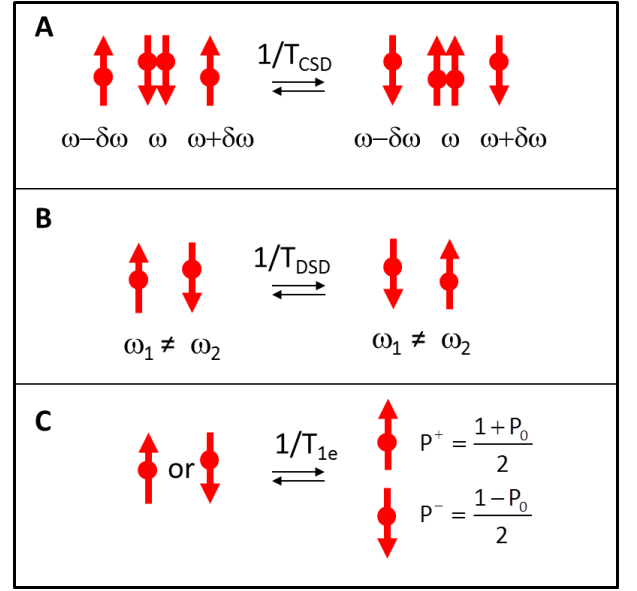 A
1/T_CSD
ω−δω ω ω+δω
ω−δω ω ω+δω
B
1/T_DSD
ω₁ ≠ ω₂
ω₁ ≠ ω₂
C
or
1/T_1e
P⁺ = (1+P₀)/2
P⁻ = (1−P₀)/2